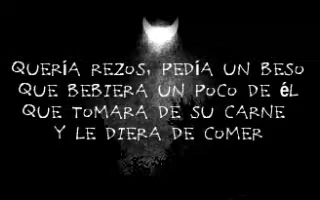 QUERÍA REZOS, PEDÍA UN BESO
QUE BEBIERA UN POCO DE ÉL
QUE TOMARA DE SU CARNE
Y LE DIERA DE COMER